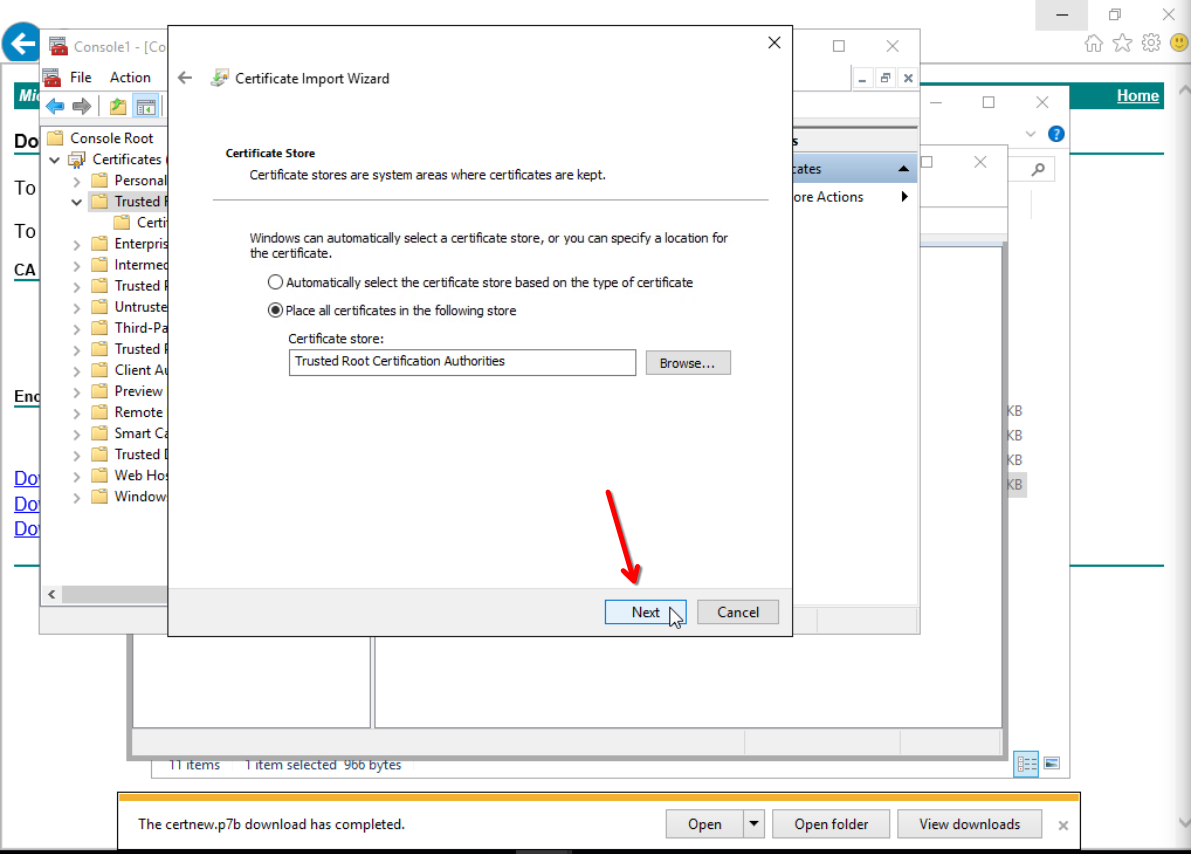 Console1 - [Co
File Action
Certificate Import Wizard
Home
Console Root
Certificates
Personal
Trusted
Certi
Enterpris
Intermed
Trusted
Untruste
Third-Pa
Trusted
Client Au
Preview
Remote
Smart Ca
Trusted
Web Hos
Window
Do
To
To
CA
Enc
Do
Do
Do
Certificate Store
Certificate stores are system areas where certificates are kept.
Windows can automatically select a certificate store, or you can specify a location for
the certificate.
Automatically select the certificate store based on the type of certificate
Place all certificates in the following store
Certificate store:
Trusted Root Certification Authorities
Browse...
Next
Cancel
s
cates
ore Actions
KB
KB
KB
KB
11 items 1 item selected 966 bytes
The certnew.p7b download has completed.
Open
Open folder
View downloads